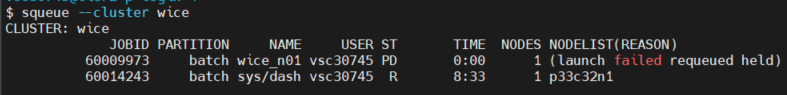 $ squeue --cluster wice
CLUSTER: wice
JOBID PARTITION NAME USER ST TIME NODES NODELIST(REASON)
60009973 batch wice_n01 vsc30745 PD 0:00 1 (launch failed requeued held)
60014243 batch sys/dash vsc30745 R 8:33 1 p33c32n1